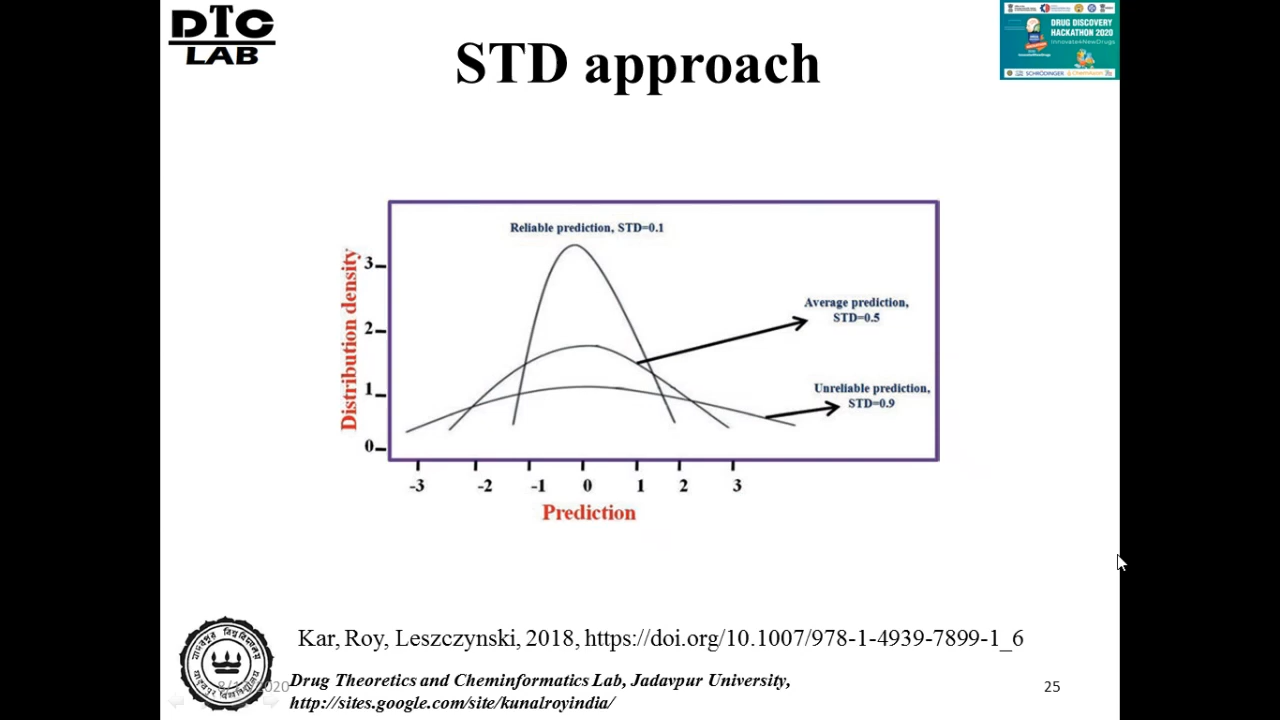 DTC
LAB
STD approach
DRUG DISCOVERY
HACKATHON 2020
Innovate4NewDrugs
SCHRÖDINGER
Reliable prediction, STD=0.1
Average prediction,
STD=0.5
Unreliable prediction,
STD=0.9
Distribution density
3
2
1
0
-3 -2 -1 0 1 2 3
Prediction
Kar, Roy, Leszczynski, 2018, https://doi.org/10.1007/978-1-4939-7899-1_6
Drug Theoretics and Cheminformatics Lab, Jadavpur University,
http://sites.google.com/site/kunalroyindia/
25